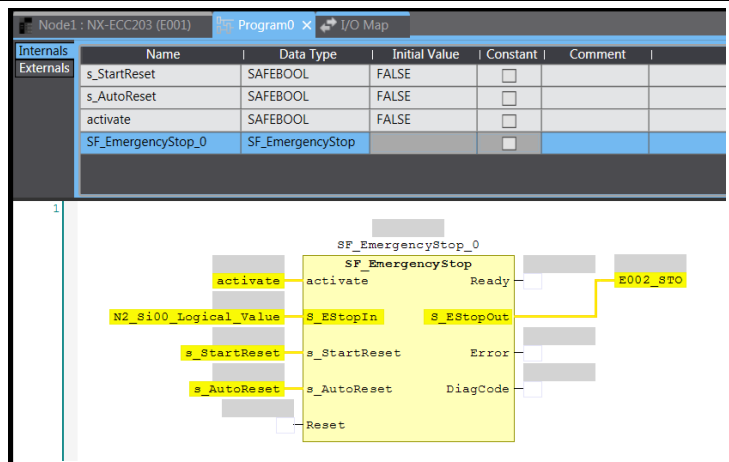 Node1 : NX-ECC203 (E001) Program0 I/O Map
Internals
Externals
Name Data Type Initial Value Constant Comment
s_StartReset SAFEBOOL FALSE
s_AutoReset SAFEBOOL FALSE
activate SAFEBOOL FALSE
SF_EmergencyStop_0 SF_EmergencyStop
1
SF_EmergencyStop_0
SF_EmergencyStop
activate activate Ready E002_STO
N2_Si00_Logical_Value S_EStopIn S_EStopOut
s_StartReset s_StartReset Error
s_AutoReset s_AutoReset DiagCode
Reset